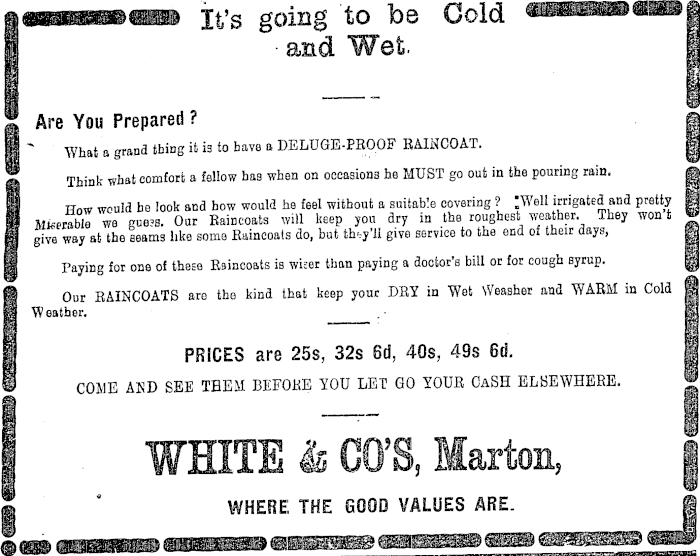 It's going to be Cold
and Wet.
Are You Prepared?
What a grand thing it is to have a DELUGE-PROOF RAINCOAT.
Think what comfort a fellow has when on occasions he MUST go out in the pouring rain.
How would he look and how would he feel without a suitable covering? Well irrigated and pretty
Miserable we guess. Our Raincoats will keep you dry in the roughest weather. They won't
give way at the seams like some Raincoats do, but they'll give service to the end of their days,
Paying for one of these Raincoats is wiser than paying a doctor's bill or for cough syrup.
Our RAINCOATS are the kind that keep your DRY in Wet Weasher and WARM in Cold
Weather.
PRICES are 25s, 32s 6d, 40s, 49s 6d.
COME AND SEE THEM BEFORE YOU LET GO YOUR CASH ELSEWHERE.
WHITE & CO'S, Marton,
WHERE THE GOOD VALUES ARE.